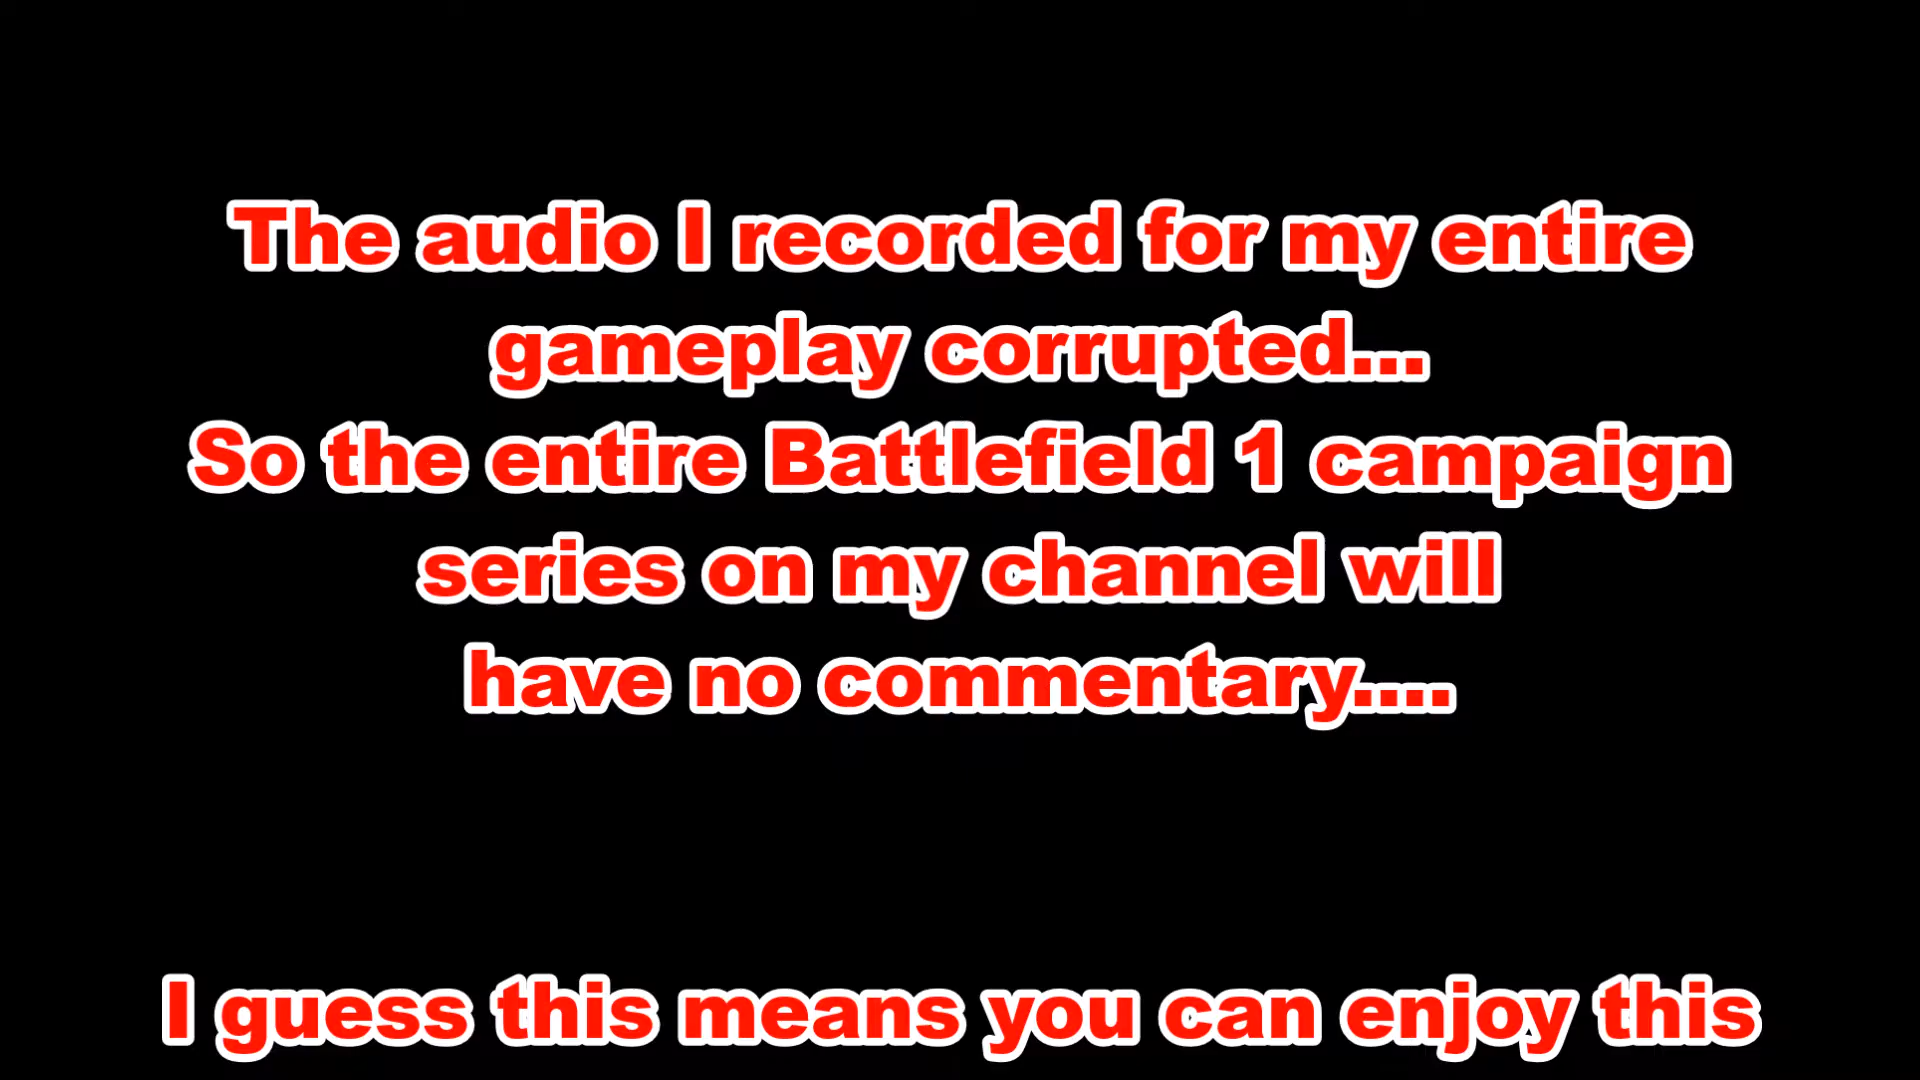 The audio I recorded for my entire
gameplay corrupted...
So the entire Battlefield 1 campaign
series on my channel will
have no commentary....
I guess this means you can enjoy this